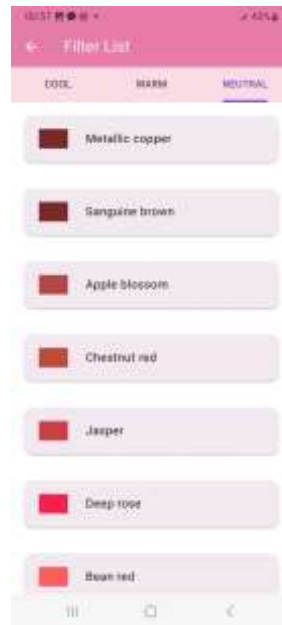 Filter List
COOL
WARM
NEUTRAL
Metallic copper
Sanguine brown
Apple blossom
Chestnut red
Jasper
Deep rose
Bean red